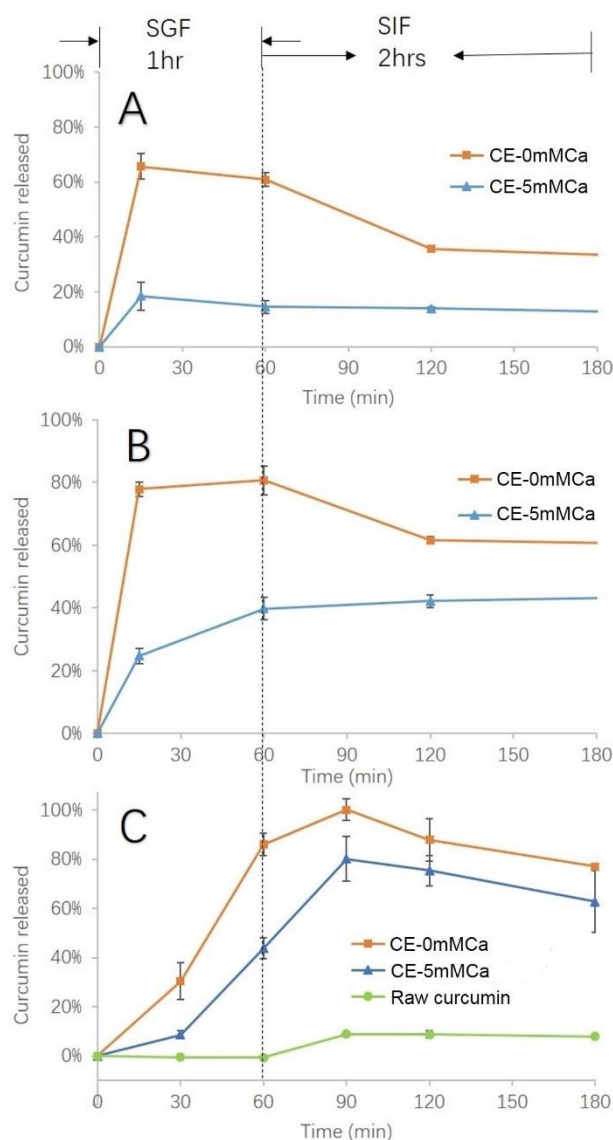 SGF
1hr
SIF
2hrs
A
100%
80%
60%
40%
20%
0%
Curcumin released
CE-0mMCa
CE-5mMCa
0 30 60 90 120 150 180
Time (min)
B
100%
80%
60%
40%
20%
0%
Curcumin released
CE-0mMCa
CE-5mMCa
0 30 60 90 120 150 180
Time (min)
C
100%
80%
60%
40%
20%
0%
Curcumin released
CE-0mMCa
CE-5mMCa
Raw curcumin
0 30 60 90 120 150 180
Time (min)